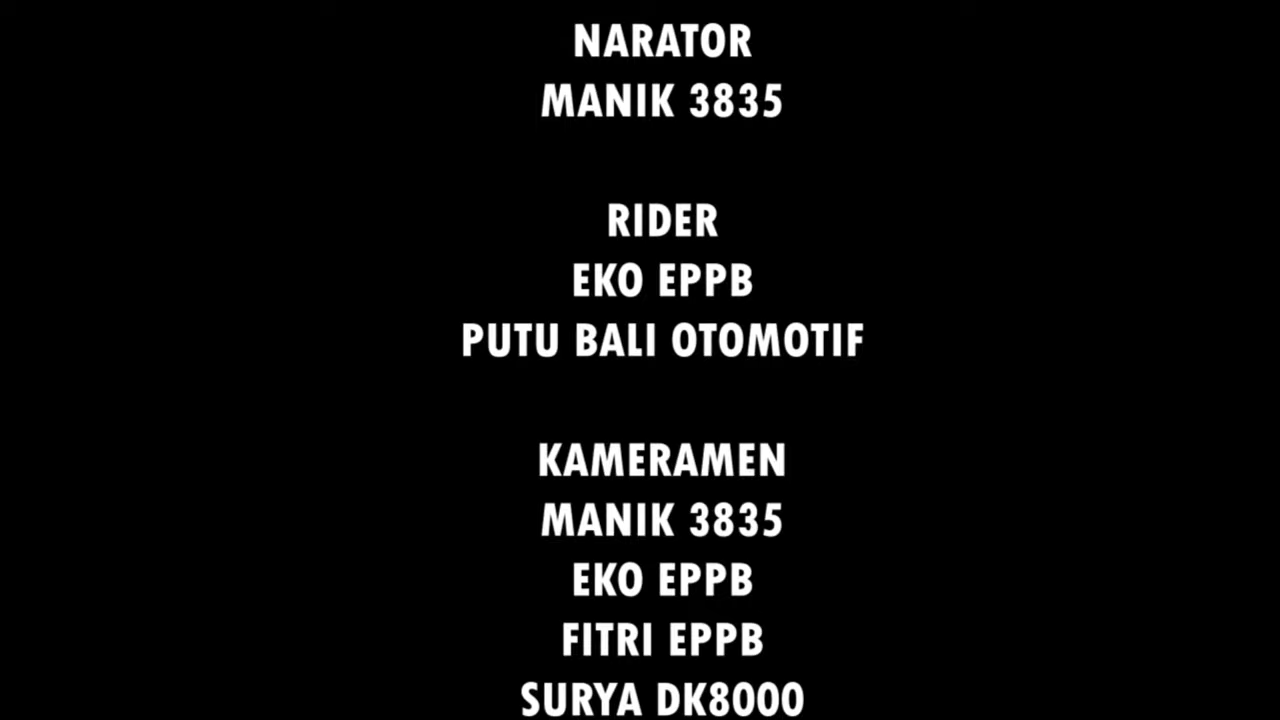 NARATOR
MANIK 3835
RIDER
EKO EPPB
PUTU BALI OTOMOTIF
KAMERAMEN
MANIK 3835
EKO EPPB
FITRI EPPB
SURYA DK8000